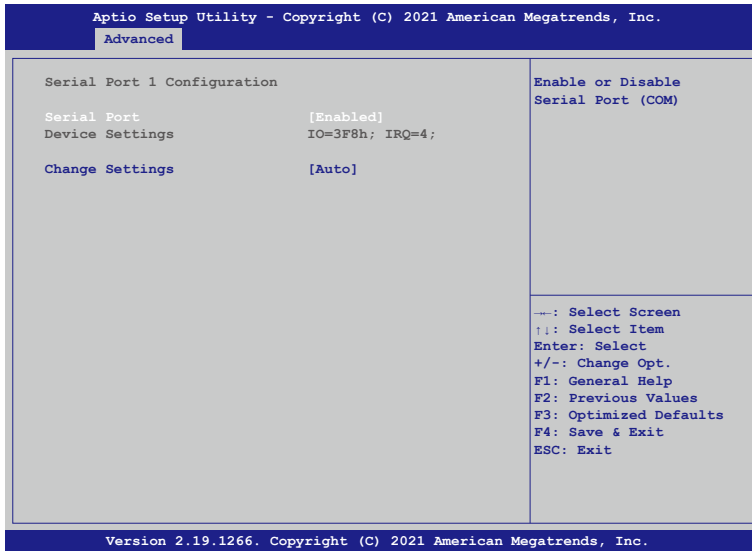 Aptio Setup Utility - Copyright (C) 2021 American Megatrends, Inc.
Advanced
Serial Port 1 Configuration
Serial Port [Enabled]
Device Settings IO=3F8h; IRQ=4;
Change Settings [Auto]
Enable or Disable
Serial Port (COM)
→←: Select Screen
↑↓: Select Item
Enter: Select
+/-: Change Opt.
F1: General Help
F2: Previous Values
F3: Optimized Defaults
F4: Save & Exit
ESC: Exit
Version 2.19.1266. Copyright (C) 2021 American Megatrends, Inc.